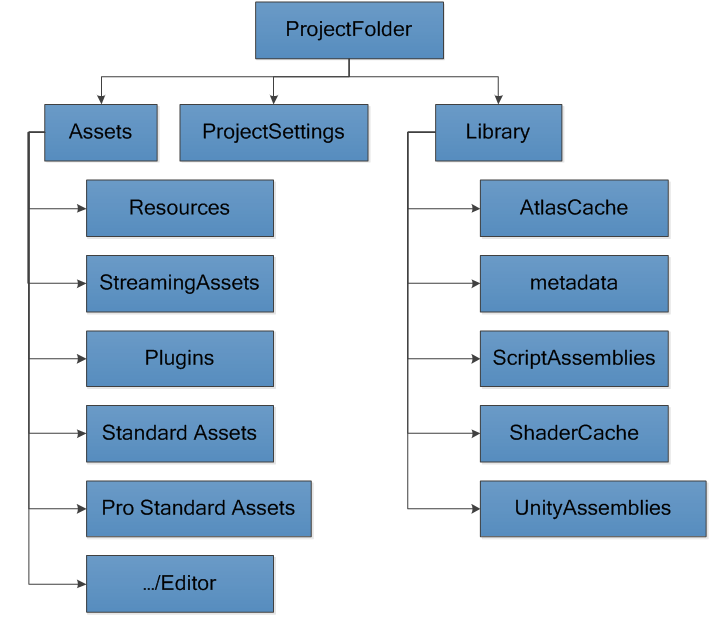 ProjectFolder
Assets
ProjectSettings
Library
Resources
StreamingAssets
Plugins
Standard Assets
Pro Standard Assets
.../Editor
AtlasCache
metadata
ScriptAssemblies
ShaderCache
UnityAssemblies